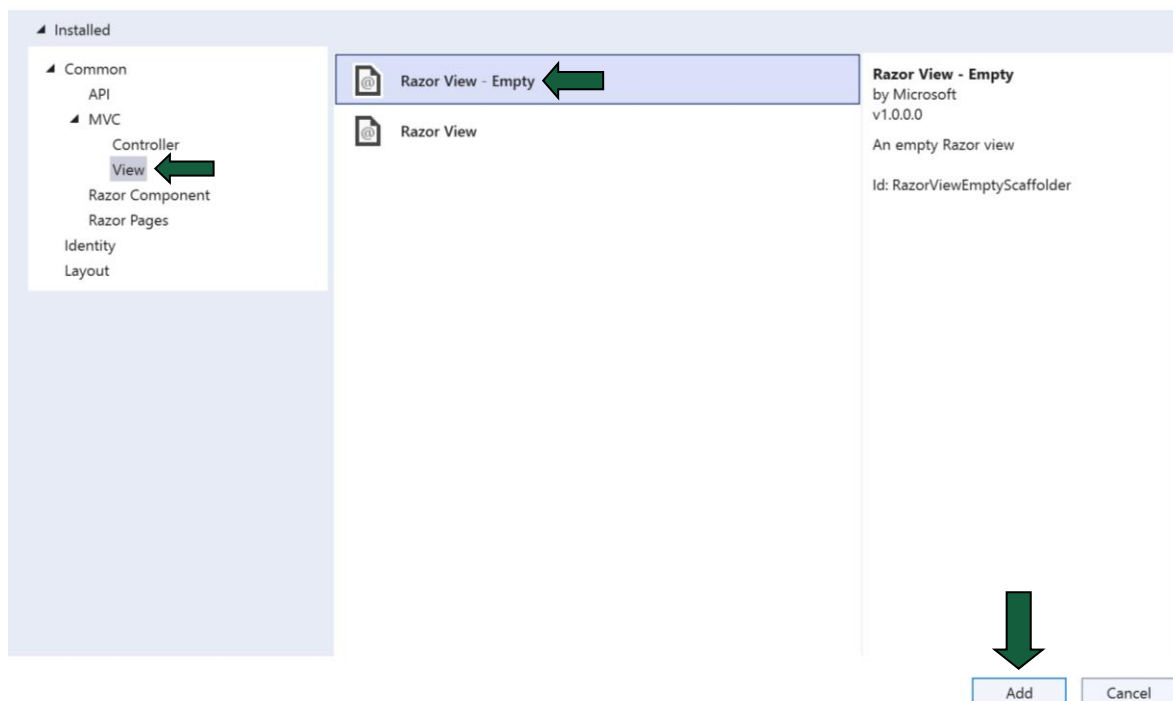 Installed
Common
API
MVC
Controller
View
Razor Component
Razor Pages
Identity
Layout
Razor View - Empty
Razor View
Razor View - Empty
by Microsoft
v1.0.0.0
An empty Razor view
Id: RazorViewEmptyScaffolder
Add
Cancel